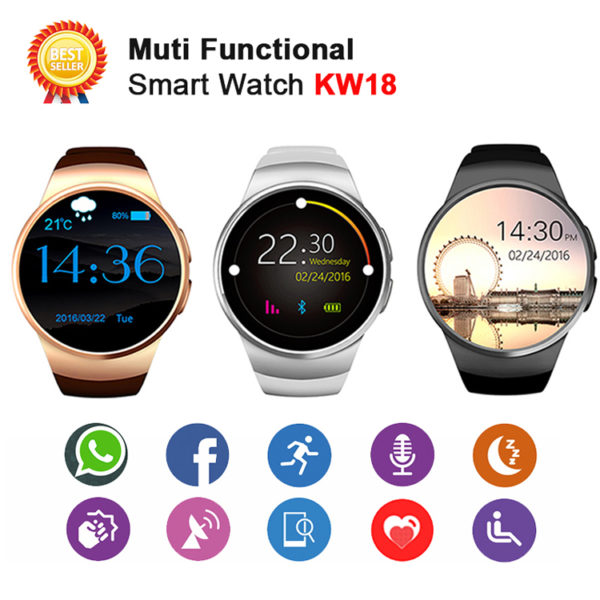 BEST
SELLER
Muti Functional
Smart Watch KW18
21°C
60%
14:36
2016/03/22 Tue
22:30
Wednesday
02/24/2016
14:30 PM
02/24/2016
f
z z z